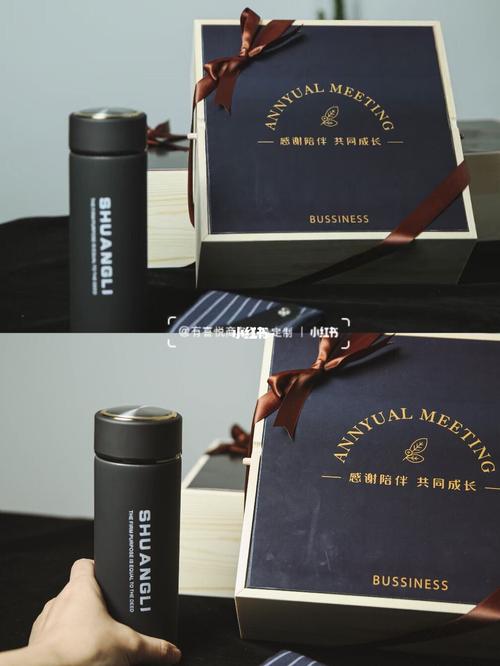 ANNYUAL MEETING
感谢陪伴 共同成长
BUSSINESS
SHUANGLI
THE FIRM PURPOSE IS EQUAL TO THE DEED
小红书
ANNYUAL MEETING
感谢陪伴 共同成长
BUSSINESS
SHUANGLI
THE FIRM PURPOSE IS EQUAL TO THE DEED